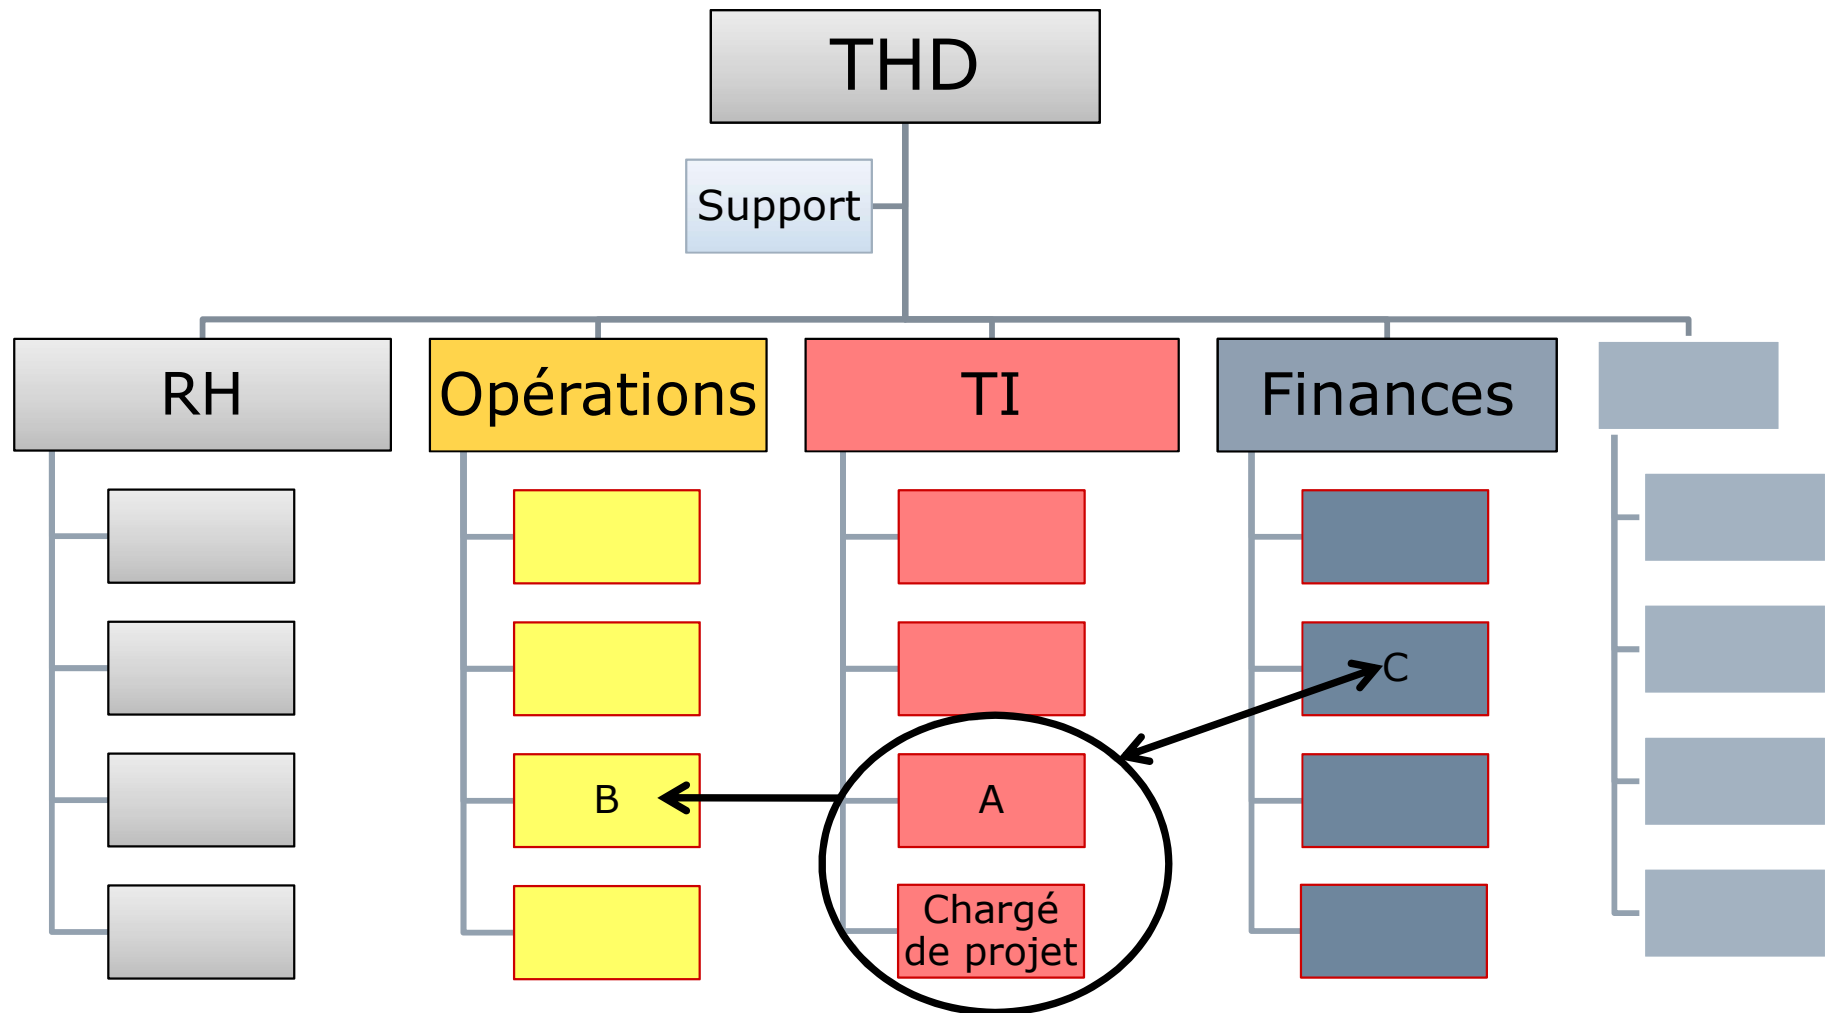 THD
Support
RH
Opérations
TI
Finances
C
B
A
Chargé
de projet